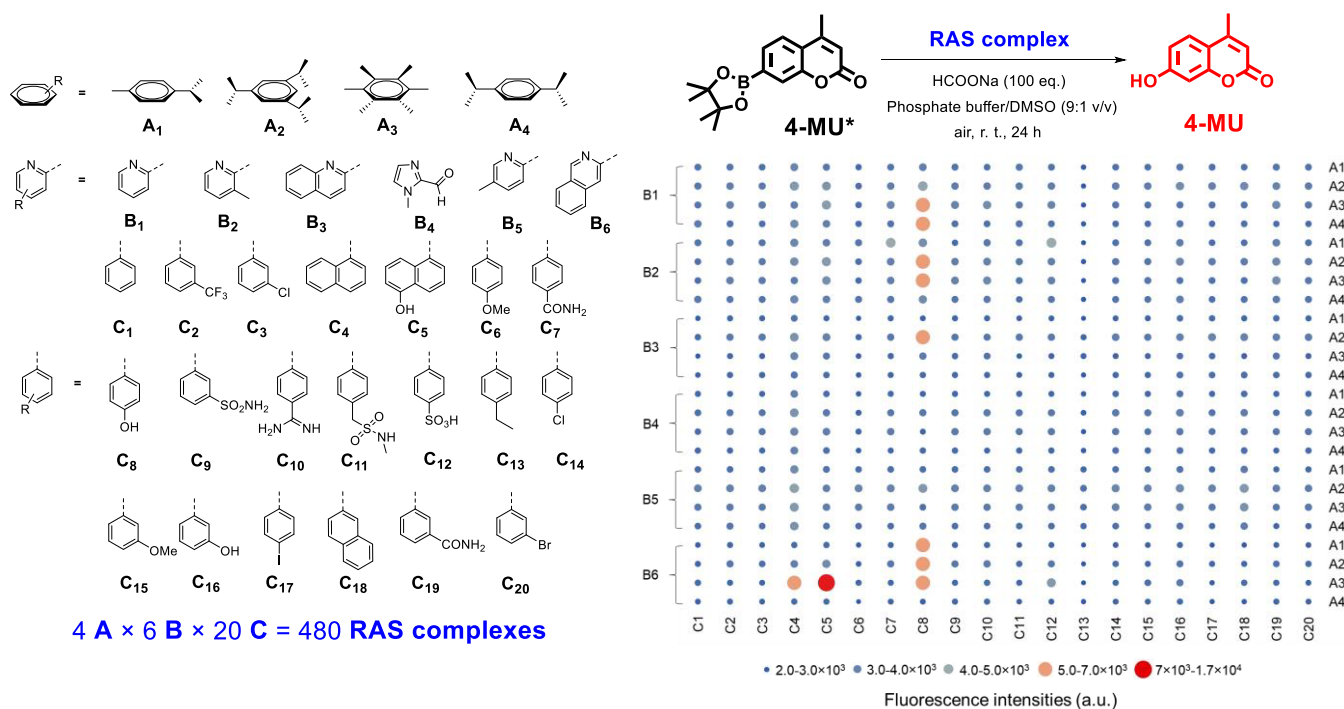 R
=
A1
A2
A3
A4
N
R
=
N
B1
N
B2
N
B3
N
N
O
H
B4
N
B5
N
B6
C1
CF3
C2
Cl
C3
C4
OH
C5
OMe
C6
CONH2
C7
R
=
OH
C8
SO2NH2
C9
H2N
NH
C10
O
S
O
NH
C11
SO3H
C12
C13
Cl
C14
OMe
C15
OH
C16
I
C17
C18
CONH2
C19
Br
C20
4 A × 6 B × 20 C = 480 RAS complexes
O
B
O
O
O
4-MU*
RAS complex
HCOONa (100 eq.)
Phosphate buffer/DMSO (9:1 v/v)
air, r. t., 24 h
HO
O
O
4-MU
B1
A1
A2
A3
A4
B2
A1
A2
A3
A4
B3
A1
A2
A3
A4
B4
A1
A2
A3
A4
B5
A1
A2
A3
A4
B6
A1
A2
A3
A4
C1 C2 C3 C4 C5 C6 C7 C8 C9 C10 C11 C12 C13 C14 C15 C16 C17 C18 C19 C20
2.0-3.0×10³ 3.0-4.0×10³ 4.0-5.0×10³ 5.0-7.0×10³ 7×10³-1.7×10⁴
Fluorescence intensities (a.u.)